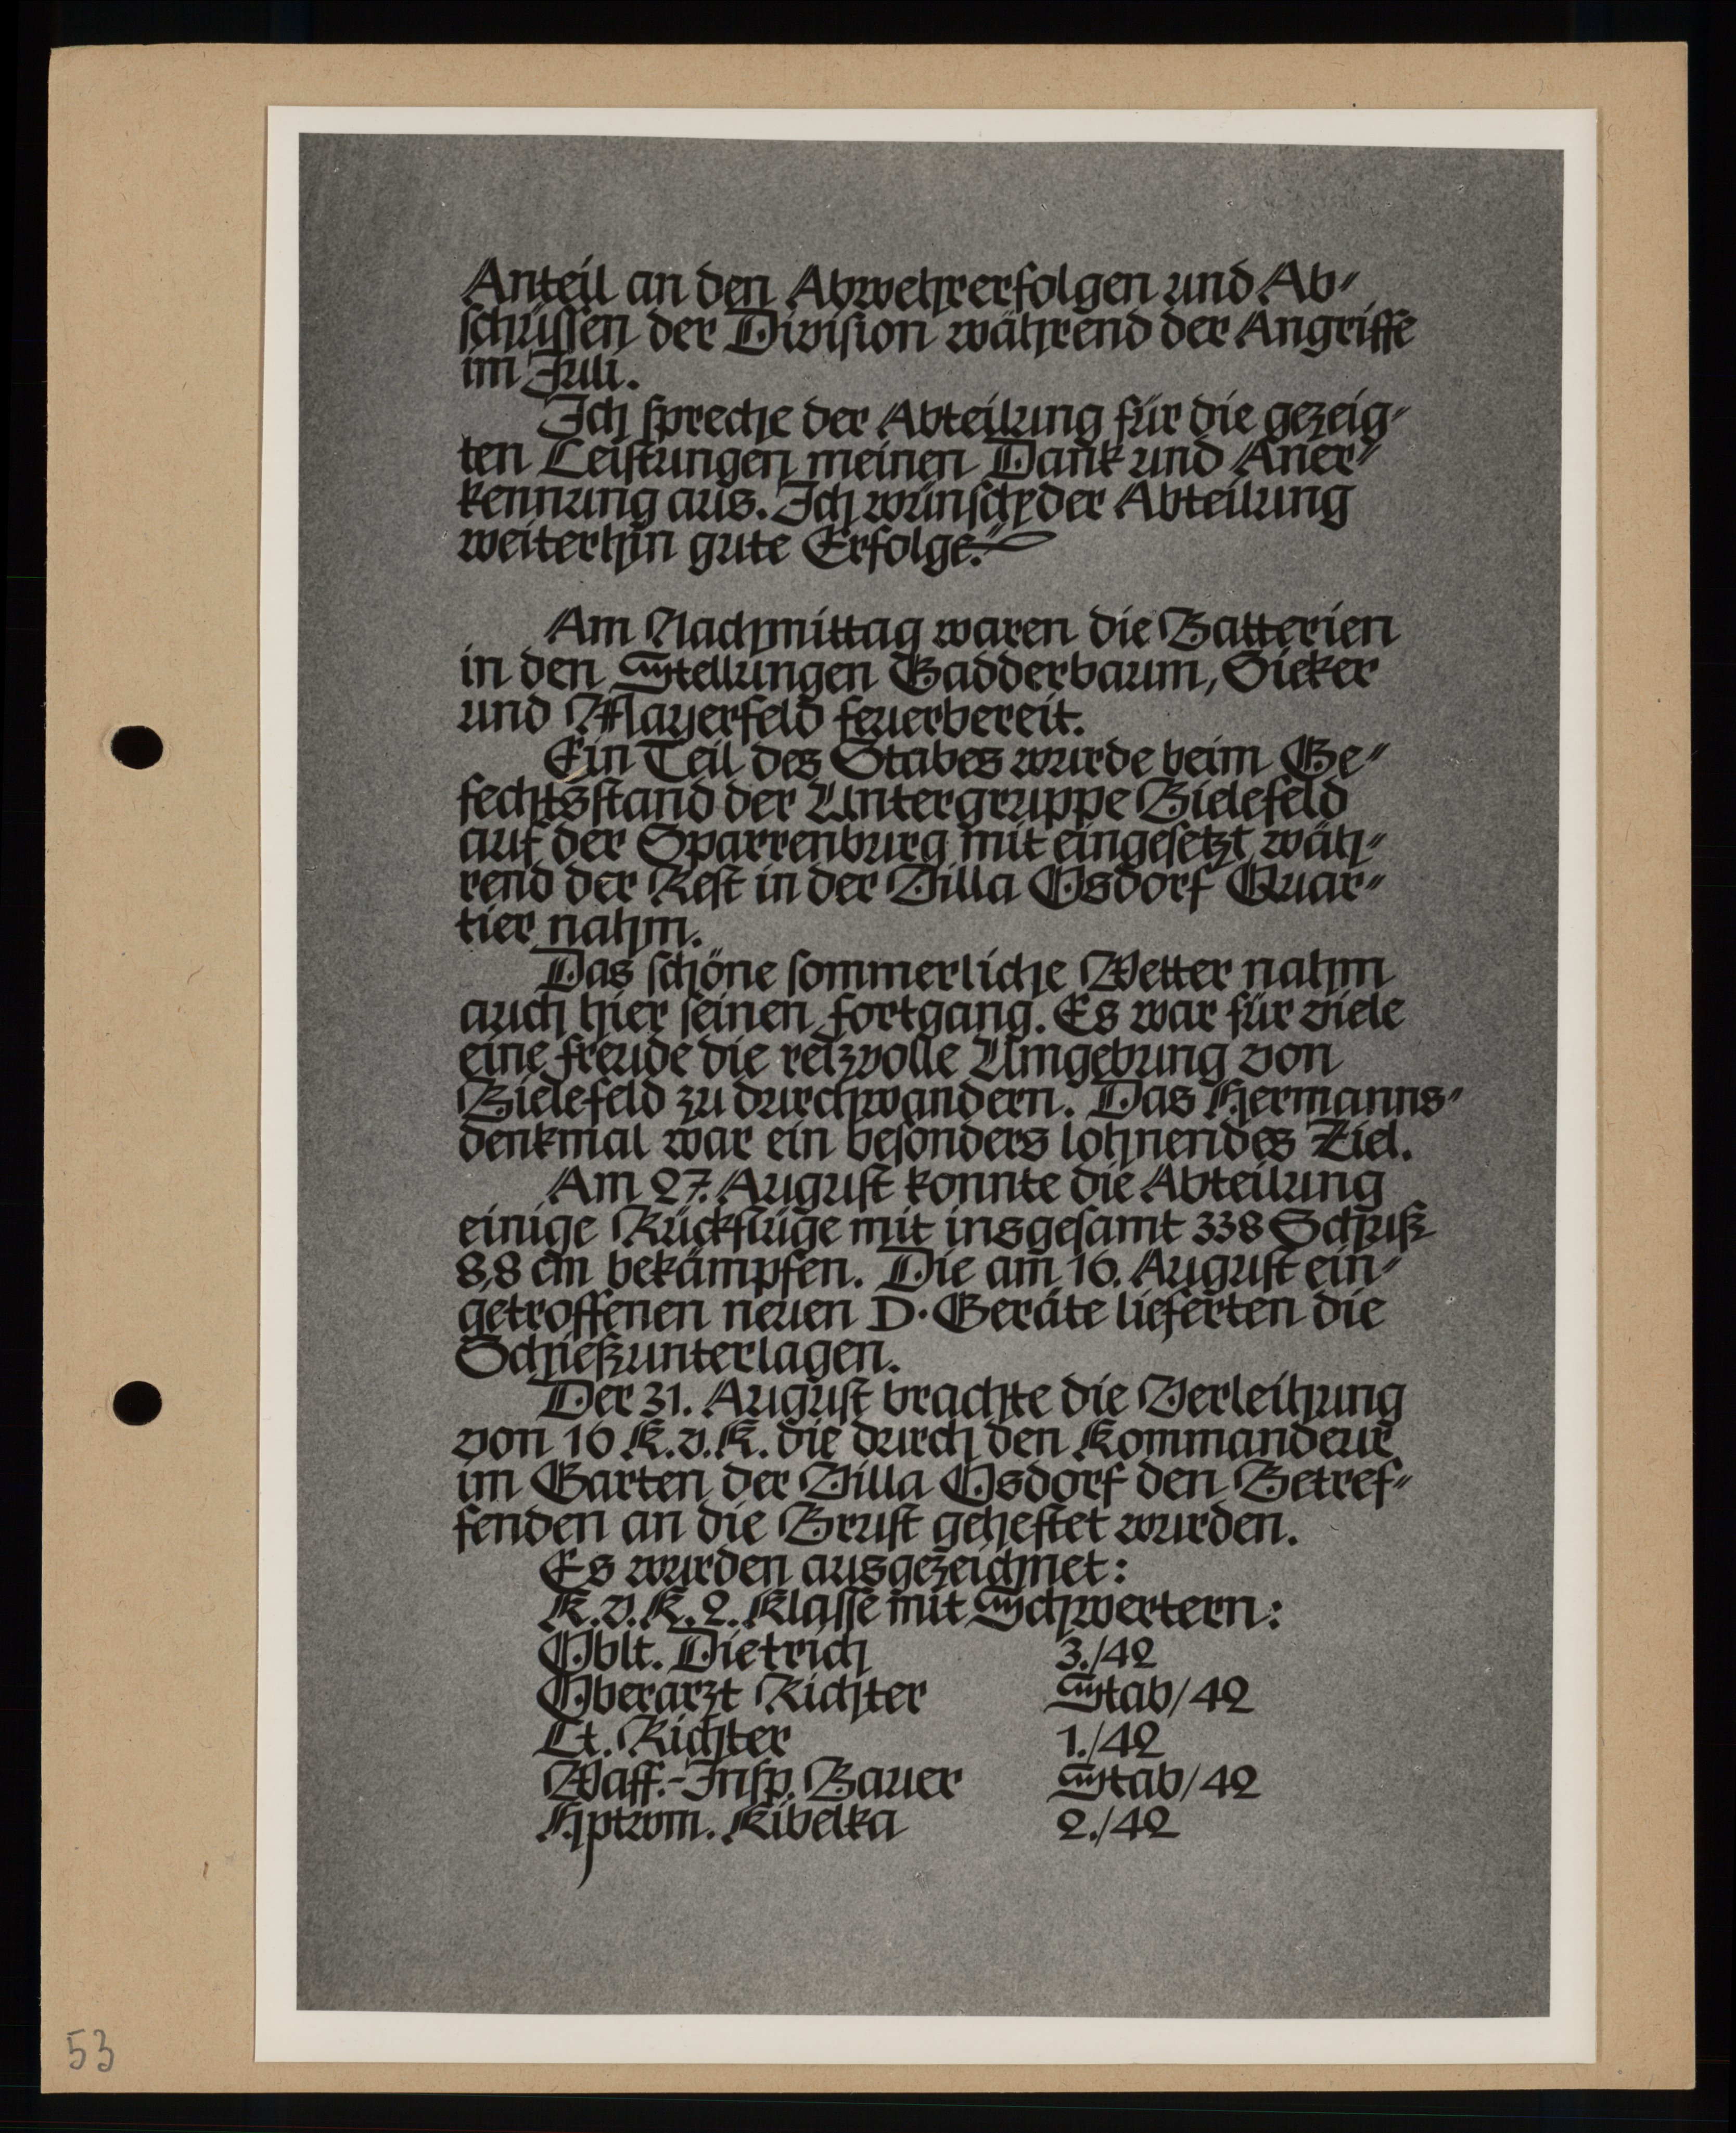 Anteil an den Abwehrerfolgen und Ab-
schüssen der Division während der Angriffe
im Juli.
Ich spreche der Abteilung für die gezeig-
ten Leistungen meinen Dank und Aner-
kennung aus. Ich wünsche der Abteilung
weiterhin gute Erfolge."
Am Nachmittag waren die Batterien
in den Stellungen Gadderbaum, Sieker
und Mayerfeld feuerbereit.
Ein Teil des Stabes wurde beim Ge-
fechtsstand der Untergruppe Bielefeld
auf der Sparrenburg mit eingesetzt, wäh-
rend der Rest in der Villa Osdorf Quar-
tier nahm.
Das schöne sommerliche Wetter nahm
auch hier seinen Fortgang. Es war für viele
eine Freude die reizvolle Umgebung von
Bielefeld zu durchwandern. Das Hermanns-
denkmal war ein besonders lohnendes Ziel.
Am 27. August konnte die Abteilung
einige Rückflüge mit insgesamt 338 Schuß
8,8 cm bekämpfen. Die am 16. August ein-
getroffenen neuen D.Geräte lieferten die
Schießunterlagen.
Der 31. August brachte die Verleihung
von 16 K.v.K. die durch den Kommandeur
im Garten der Villa Osdorf den Betref-
fenden an die Brust geheftet wurden.
Es wurden ausgezeichnet:
K.v.K. 2. Klasse mit Schwertern:
Oblt. Dietrich 3./42
Oberarzt Richter Stab/42
Lt. Richter 1./42
Waff.-Insp. Bauer Stab/42
Hptwm. Kibelka 2./42
53